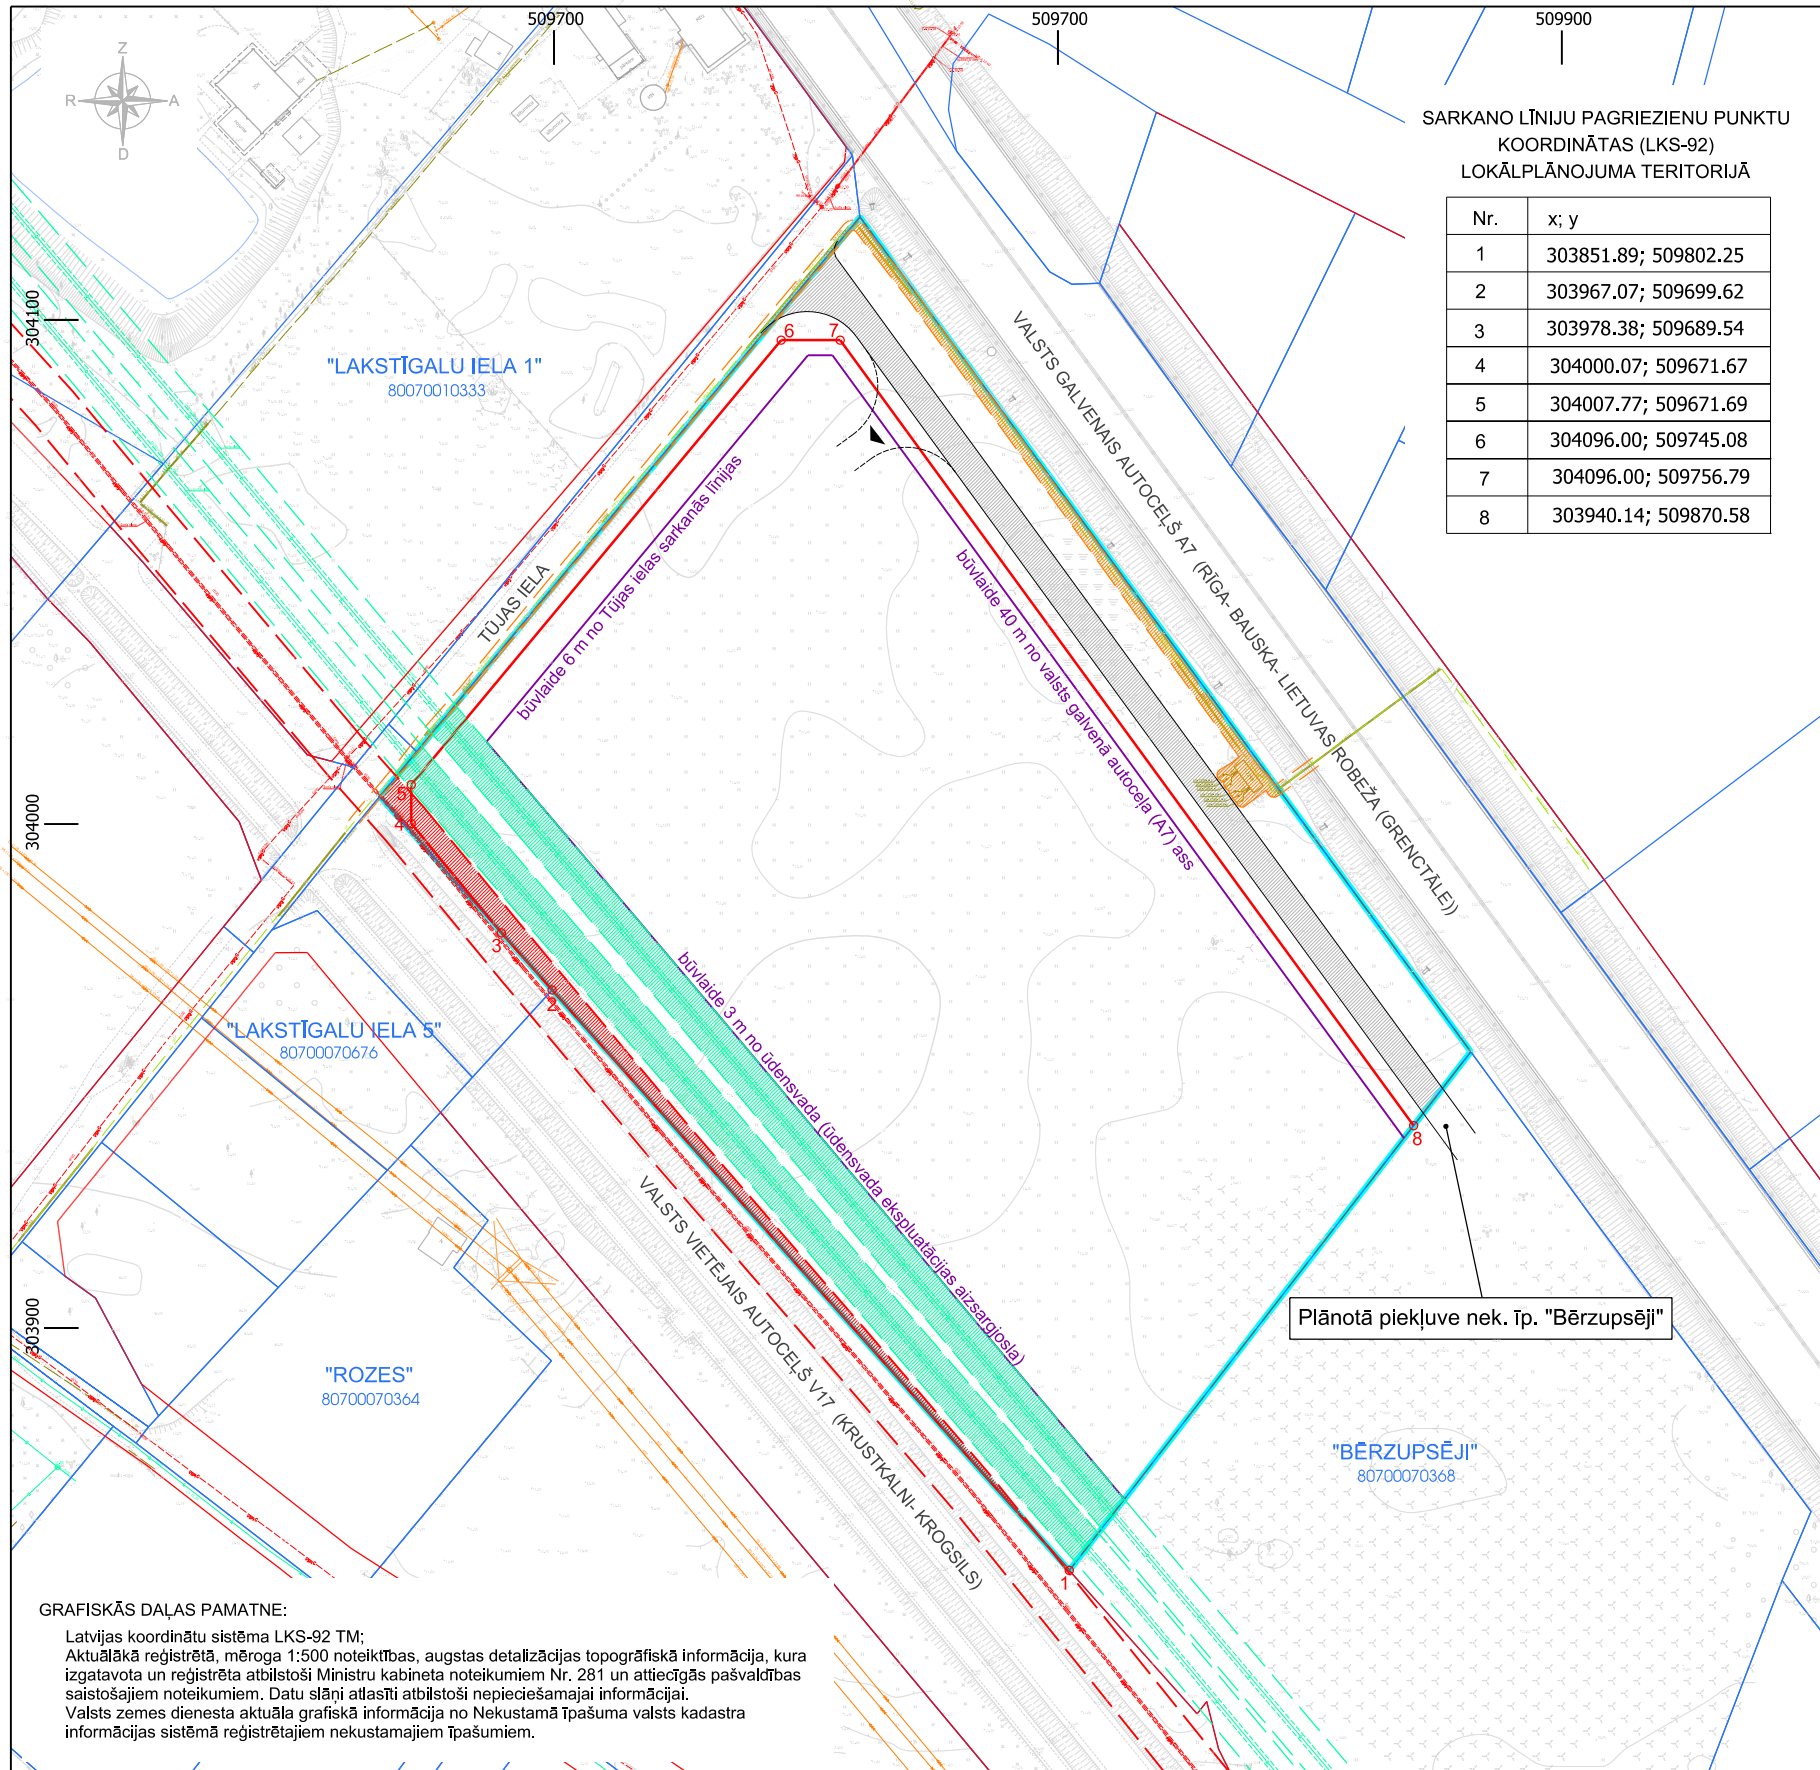 509700
509700
509900
Z
R
A
D
SARKANO LĪNIJU PAGRIEZIENU PUNKTU
KOORDINĀTAS (LKS-92)
LOKĀLPLĀNOJUMA TERITORIJĀ
Nr. x; y
1 303851.89; 509802.25
2 303967.07; 509699.62
3 303978.38; 509689.54
4 304000.07; 509671.67
5 304007.77; 509671.69
6 304096.00; 509745.08
7 304096.00; 509756.79
8 303940.14; 509870.58
304100
304000
303900
"LAKSTĪGALU IELA 1"
80070010333
6
7
VALSTS GALVENAIS AUTOCEĻŠ A7 (RĪGA- BAUSKA- LIETUVAS ROBEŽA (GRENCTĀLE))
TŪJAS IELA
būvlaide 6 m no Tūjas ielas sarkanās līnijas
būvlaide 40 m no valsts galvenā autoceļa (A7) ass
5
4
3
2
būvlaide 3 m no ūdensvada (ūdensvada ekspluatācijas aizsargjosla)
"LAKSTĪGALU IELA 5"
80700070676
8
VALSTS VIETĒJAIS AUTOCEĻŠ V17 (KRUSTKALNI- KROGSILS)
Plānotā piekļuve nek. īp. "Bērzupsēji"
"ROZES"
80700070364
"BĒRZUPSĒJI"
80700070368
1
GRAFISKĀS DAĻAS PAMATNE:
Latvijas koordinātu sistēma LKS-92 TM;
Aktuālākā reģistrētā, mēroga 1:500 noteiktības, augstas detalizācijas topogrāfiskā informācija, kura
izgatavota un reģistrēta atbilstoši Ministru kabineta noteikumiem Nr. 281 un attiecīgās pašvaldības
saistošajiem noteikumiem. Datu slāņi atlasīti atbilstoši nepieciešamajai informācijai.
Valsts zemes dienesta aktuāla grafiskā informācija no Nekustamā īpašuma valsts kadastra
informācijas sistēmā reģistrētajiem nekustamajiem īpašumiem.